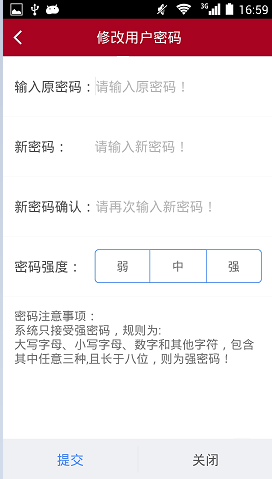 3G 16:59
修改用户密码
输入原密码：请输入原密码！
新密码：请输入新密码！
新密码确认：请再次输入新密码！
密码强度：弱 中 强
密码注意事项：
系统只接受强密码，规则为:
大写字母、小写字母、数字和其他字符，包含
其中任意三种,且长于八位，则为强密码！
提交 关闭